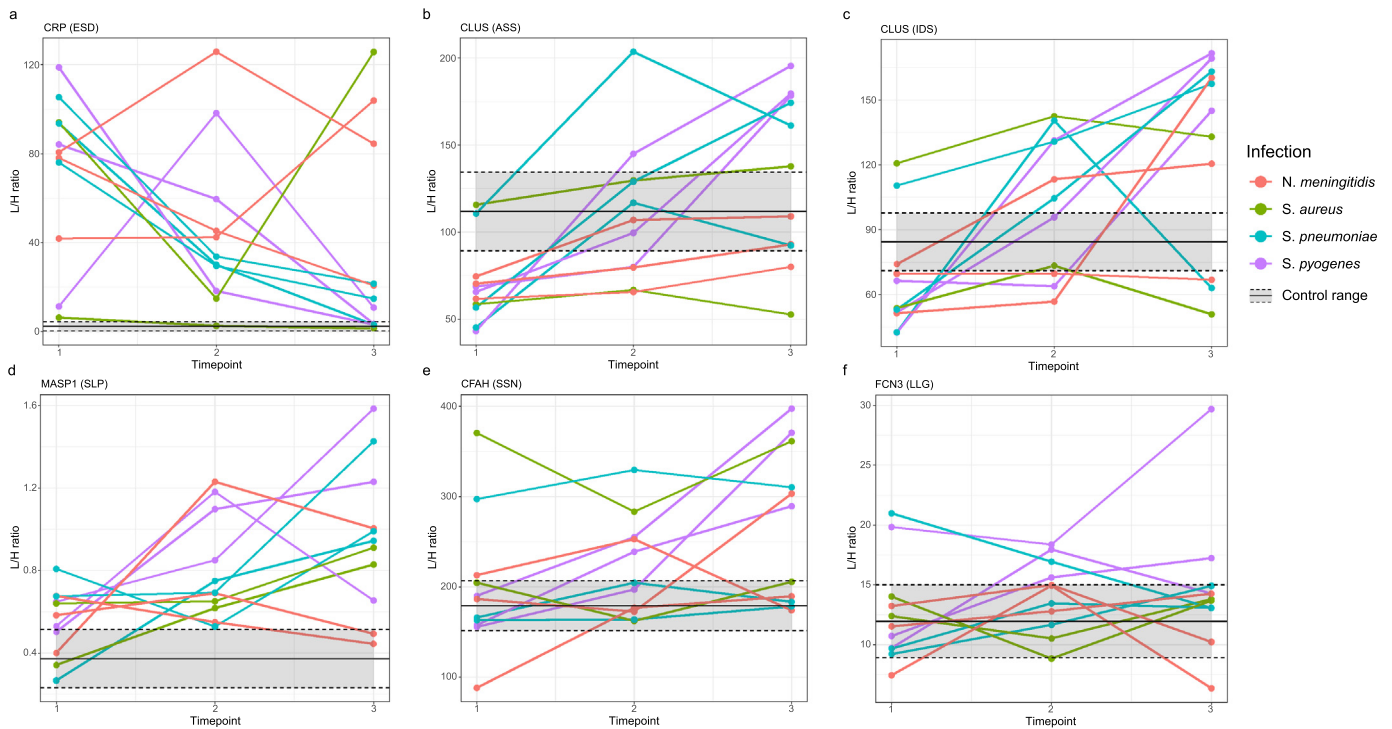 a
CRP (ESD)
L/H ratio
120
80
40
0
1 2 3
Timepoint
b
CLUS (ASS)
L/H ratio
200
150
100
50
1 2 3
Timepoint
c
CLUS (IDS)
L/H ratio
150
120
90
60
1 2 3
Timepoint
Infection
N. meningitidis
S. aureus
S. pneumoniae
S. pyogenes
Control range
d
MASP1 (SLP)
L/H ratio
1.6
1.2
0.8
0.4
1 2 3
Timepoint
e
CFAH (SSN)
L/H ratio
400
300
200
100
1 2 3
Timepoint
f
FCN3 (LLG)
L/H ratio
30
25
20
15
10
1 2 3
Timepoint